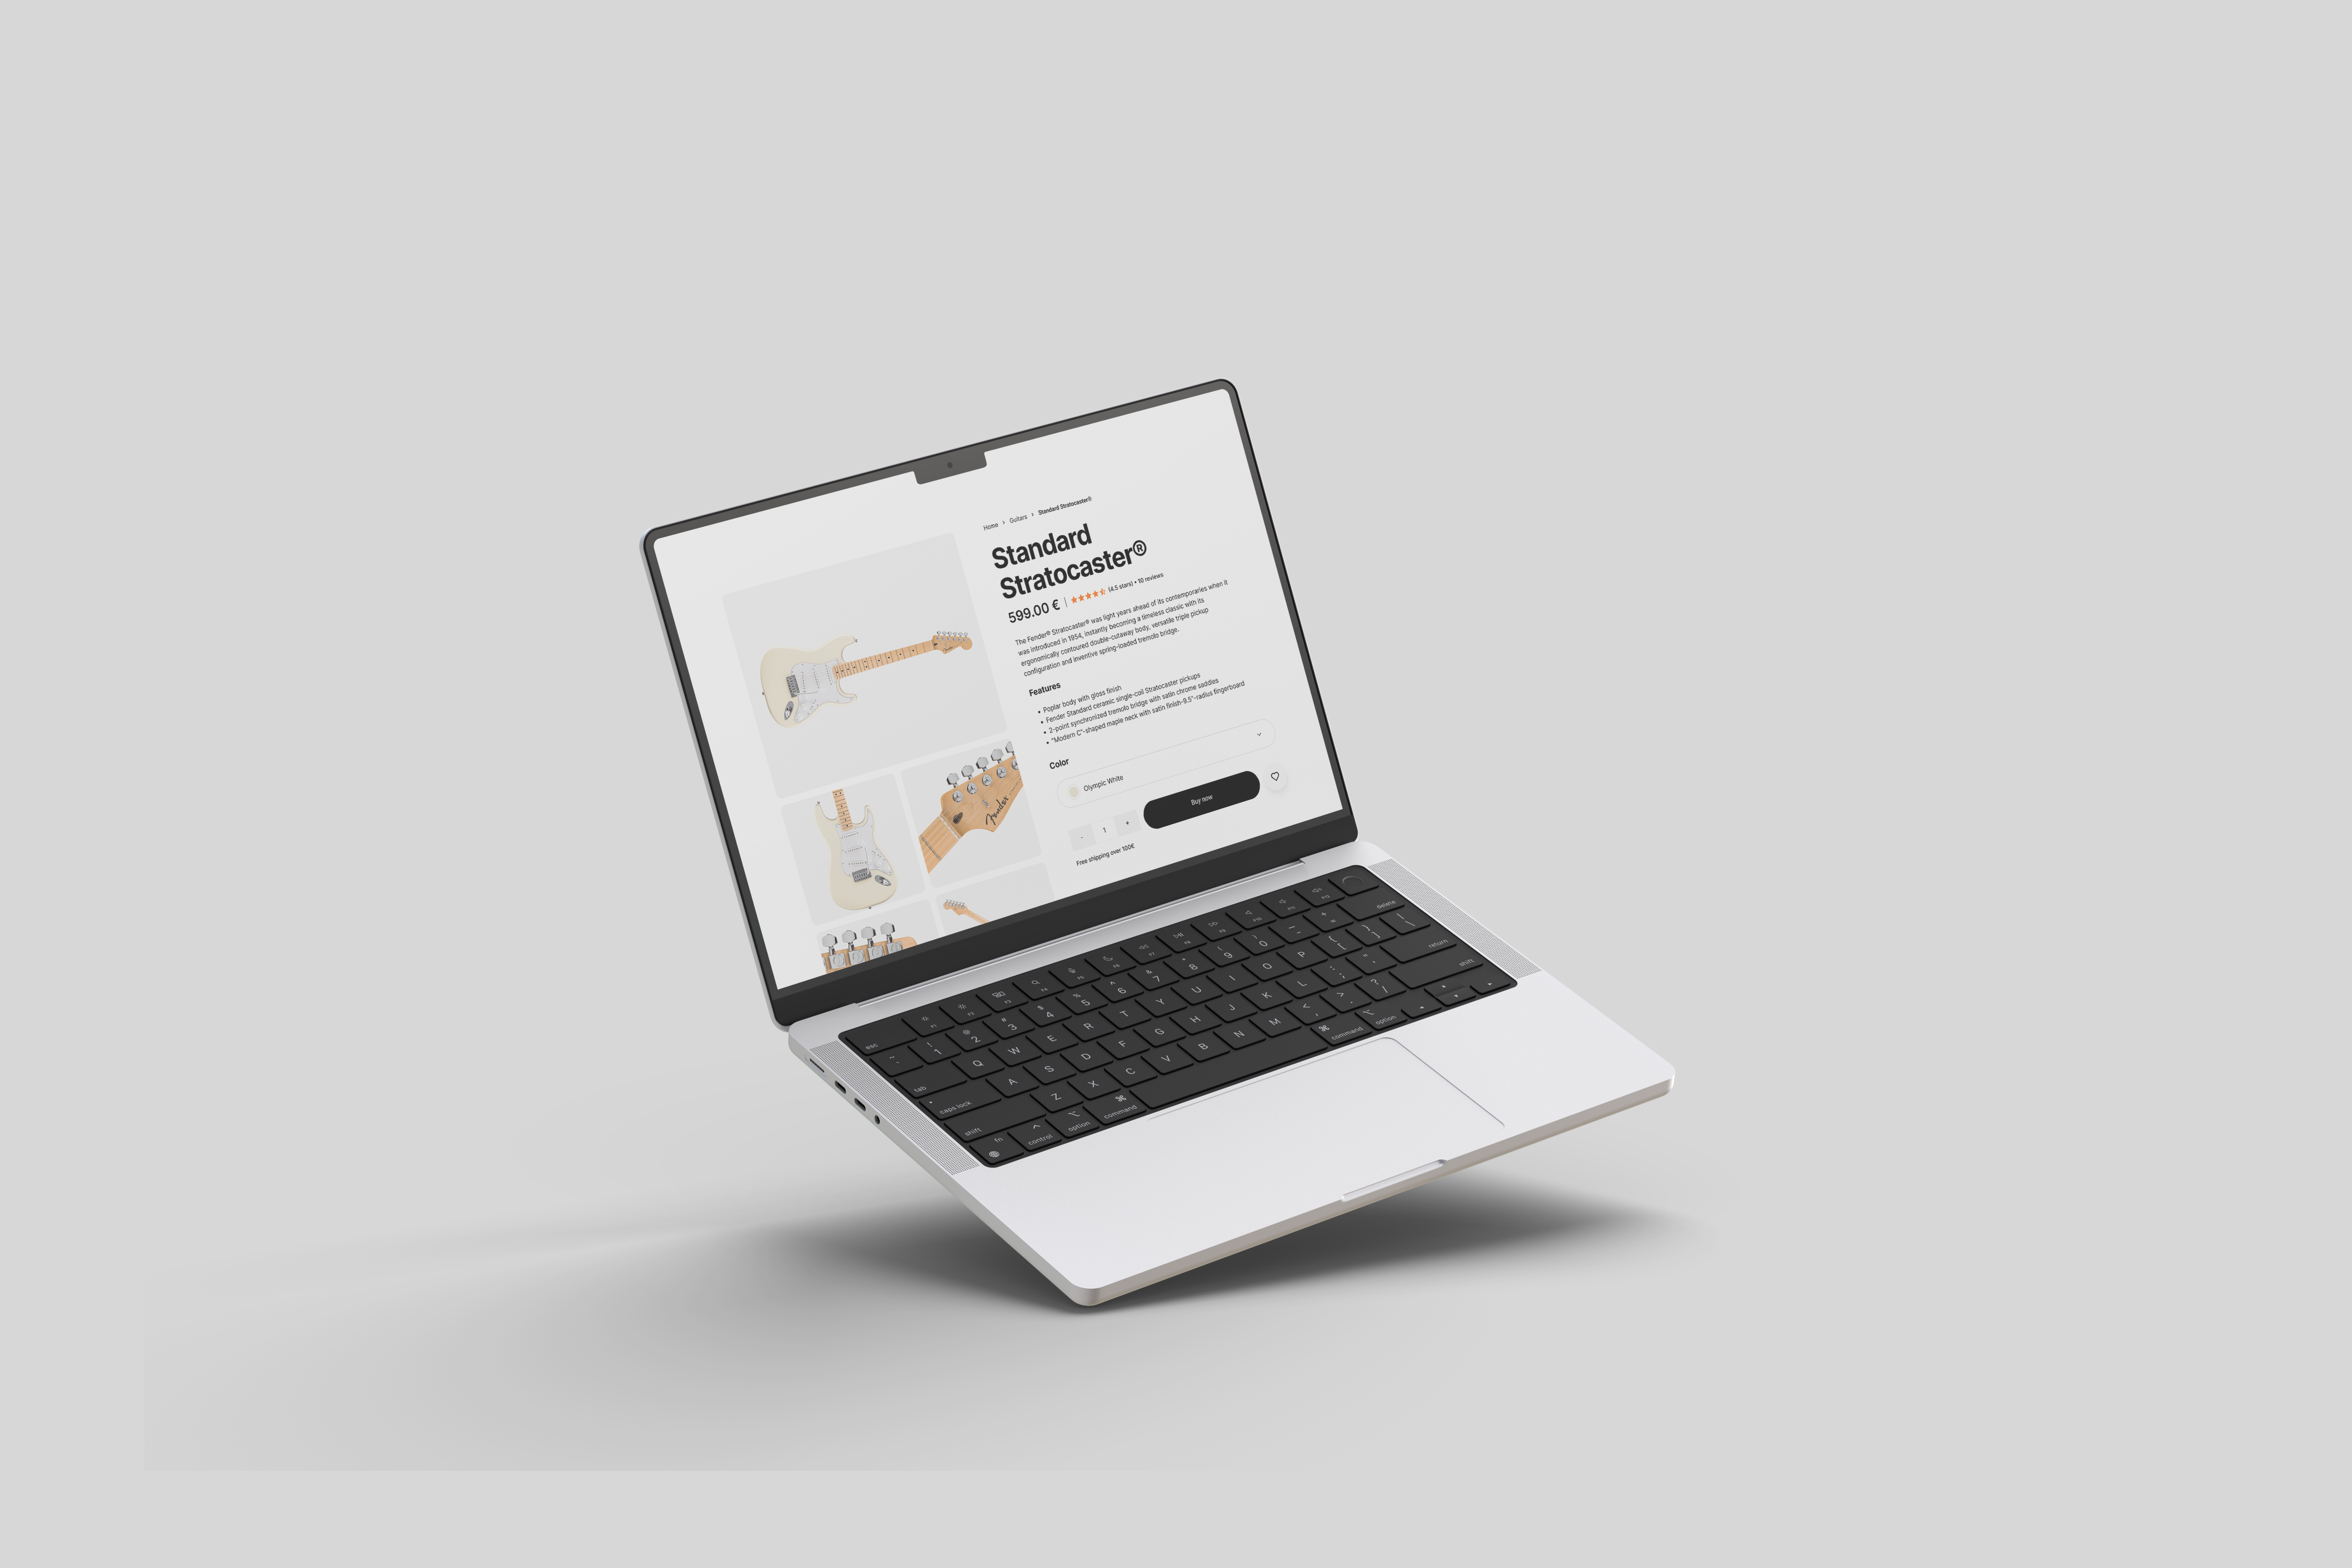 Home › Guitars › Standard Stratocaster®
Standard
Stratocaster®
599.00 € | (4.5 stars) • 10 reviews
The Fender® Stratocaster® was light years ahead of its contemporaries when it
was introduced in 1954, instantly becoming a timeless classic with its
ergonomically contoured double-cutaway body, versatile triple pickup
configuration and inventive spring-loaded tremolo bridge.
Features
• Poplar body with gloss finish
• Fender Standard ceramic single-coil Stratocaster pickups
• 2-point synchronized tremolo bridge with satin chrome saddles
• "Modern C"-shaped maple neck with satin finish-9.5"-radius fingerboard
Color
Olympic White
- 1 +
Buy now
Free shipping over 100€
Fender
esc F1 F2 F3 F4 F5 F6 F7 F8 F9 F10 F11 F12
~ ` ! 1 @ 2 # 3 $ 4 % 5 ^ 6 & 7 * 8 ( 9 ) 0 — - + = delete
tab Q W E R T Y U I O P { [ } ] | \
caps lock A S D F G H J K L : ; " ' return
shift Z X C V B N M < , > . ? / shift
fn control option command command option